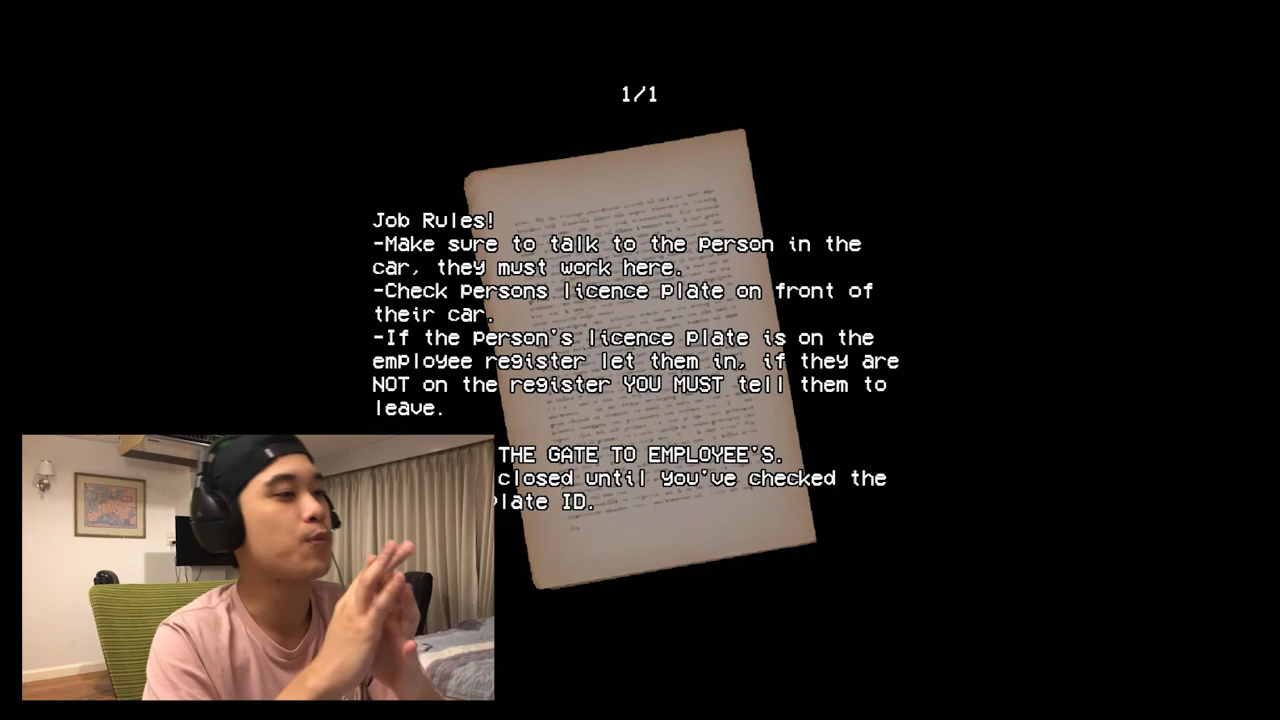 1/1
Job Rules!
-Make sure to talk to the person in the
car, they must work here.
-Check persons licence plate on front of
their car.
-If the person's licence plate is on the
employee register let them in, if they are
NOT on the register YOU MUST tell them to
leave.
THE GATE TO EMPLOYEE'S.
closed until you've checked the
plate ID.